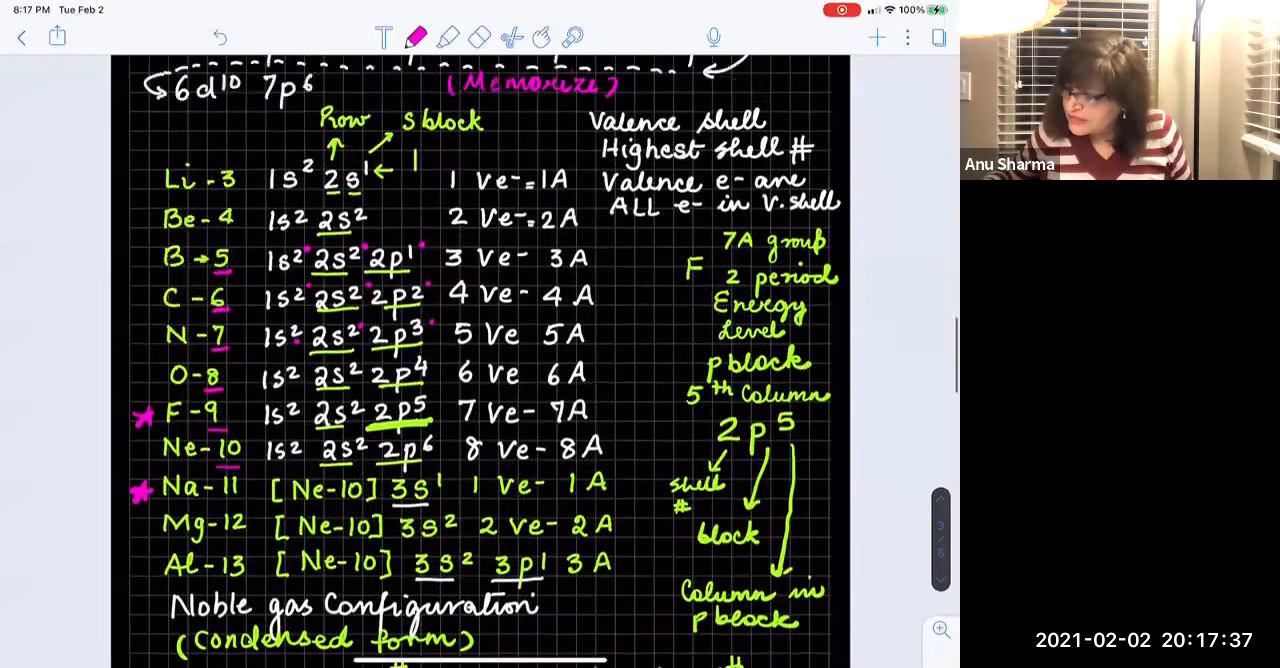 8:17 PM Tue Feb 2
100%
6d10 7p6 (Memorize)
Row S block
Valence shell
Highest shell #
Valence e- are
ALL e- in V. shell
Li - 3 1s2 2s1 ← 1 1 Ve- = 1A
Be - 4 1s2 2s2 2 Ve- = 2A
B → 5 1s2 2s2 2p1 3 Ve- 3A
C - 6 1s2 2s2 2p2 4 Ve- 4A
N - 7 1s2 2s2 2p3 5 Ve 5A
O - 8 1s2 2s2 2p4 6 Ve 6A
F - 9 1s2 2s2 2p5 7 Ve- 7A
Ne - 10 1s2 2s2 2p6 8 Ve- 8A
Na - 11 [Ne-10] 3s1 1 Ve- 1A
Mg - 12 [Ne-10] 3s2 2 Ve- 2A
Al - 13 [Ne-10] 3s2 3p1 3A
Noble gas Configuration
(Condensed form)
7A group
F 2 period
Energy
Level
p block
5th Column
2p5
shell
#
block
Column in
p block
#
#
3
/
5
Anu Sharma
2021-02-02 20:17:37